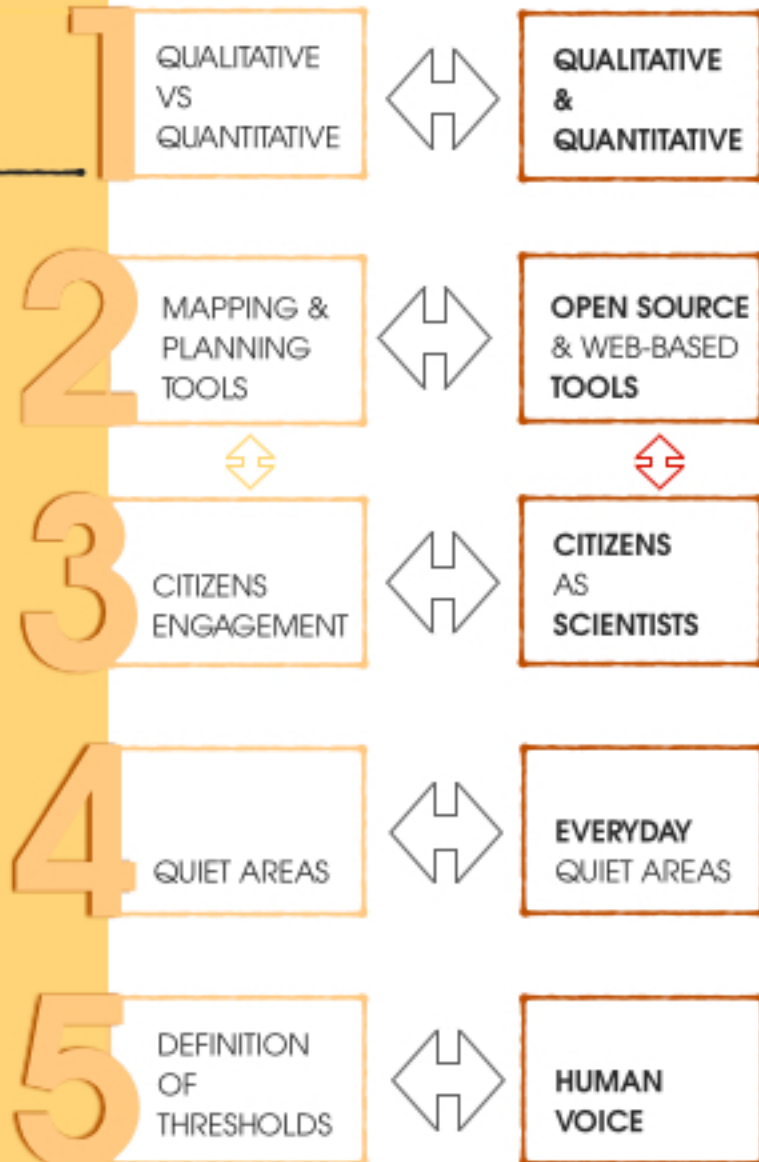 1
QUALITATIVE
VS
QUANTITATIVE
QUALITATIVE
&
QUANTITATIVE
2
MAPPING &
PLANNING
TOOLS
OPEN SOURCE
& WEB-BASED
TOOLS
3
CITIZENS
ENGAGEMENT
CITIZENS
AS
SCIENTISTS
4
QUIET AREAS
EVERYDAY
QUIET AREAS
5
DEFINITION
OF
THRESHOLDS
HUMAN
VOICE